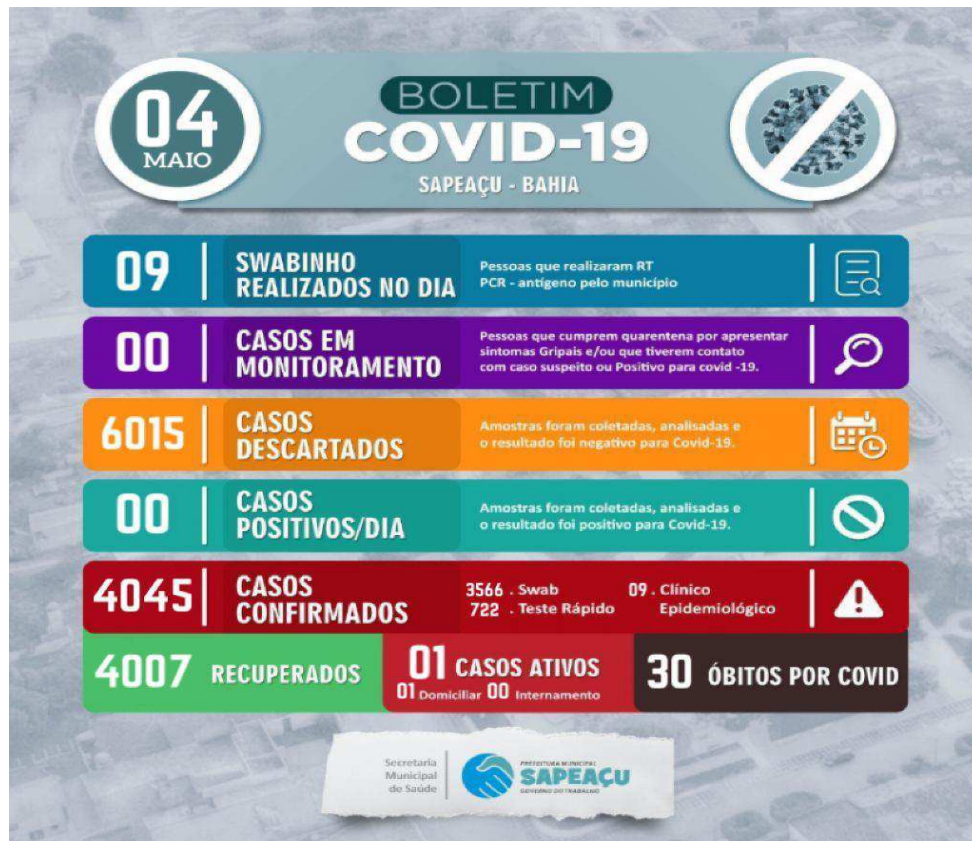 04
MAIO
BOLETIM
COVID-19
SAPEAÇU - BAHIA
09
SWABINHO
REALIZADOS NO DIA
Pessoas que realizaram RT
PCR - antígeno pelo município
00
CASOS EM
MONITORAMENTO
Pessoas que cumprem quarentena por apresentar
sintomas Gripais e/ou que tiverem contato
com caso suspeito ou Positivo para covid -19.
6015
CASOS
DESCARTADOS
Amostras foram coletadas, analisadas e
o resultado foi negativo para Covid-19.
00
CASOS
POSITIVOS/DIA
Amostras foram coletadas, analisadas e
o resultado foi positivo para Covid-19.
4045
CASOS
CONFIRMADOS
3566 . Swab
722 . Teste Rápido
09 . Clínico
Epidemiológico
4007 RECUPERADOS
01 CASOS ATIVOS
01 Domiciliar 00 Internamento
30 ÓBITOS POR COVID
Secretaria
Municipal
de Saúde
PREFEITURA MUNICIPAL
SAPEAÇU
GOVERNO DO TRABALHO